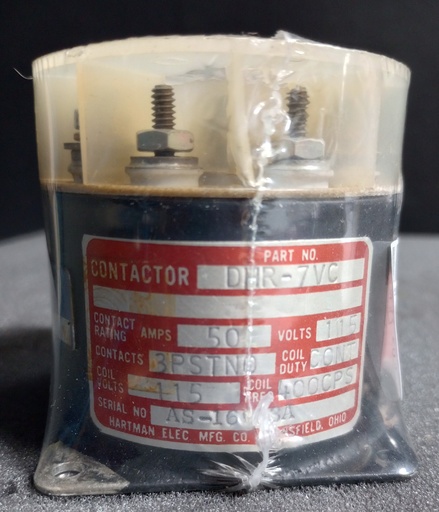 PART NO.
CONTACTOR DHR-7VC
CONTACT RATING AMPS 50 VOLTS 115
CONTACTS 3PSTNO COIL DUTY CONT
COIL VOLTS 115 COIL 400CPS
SERIAL NO
HARTMAN ELEC MFG. CO. OHIO.